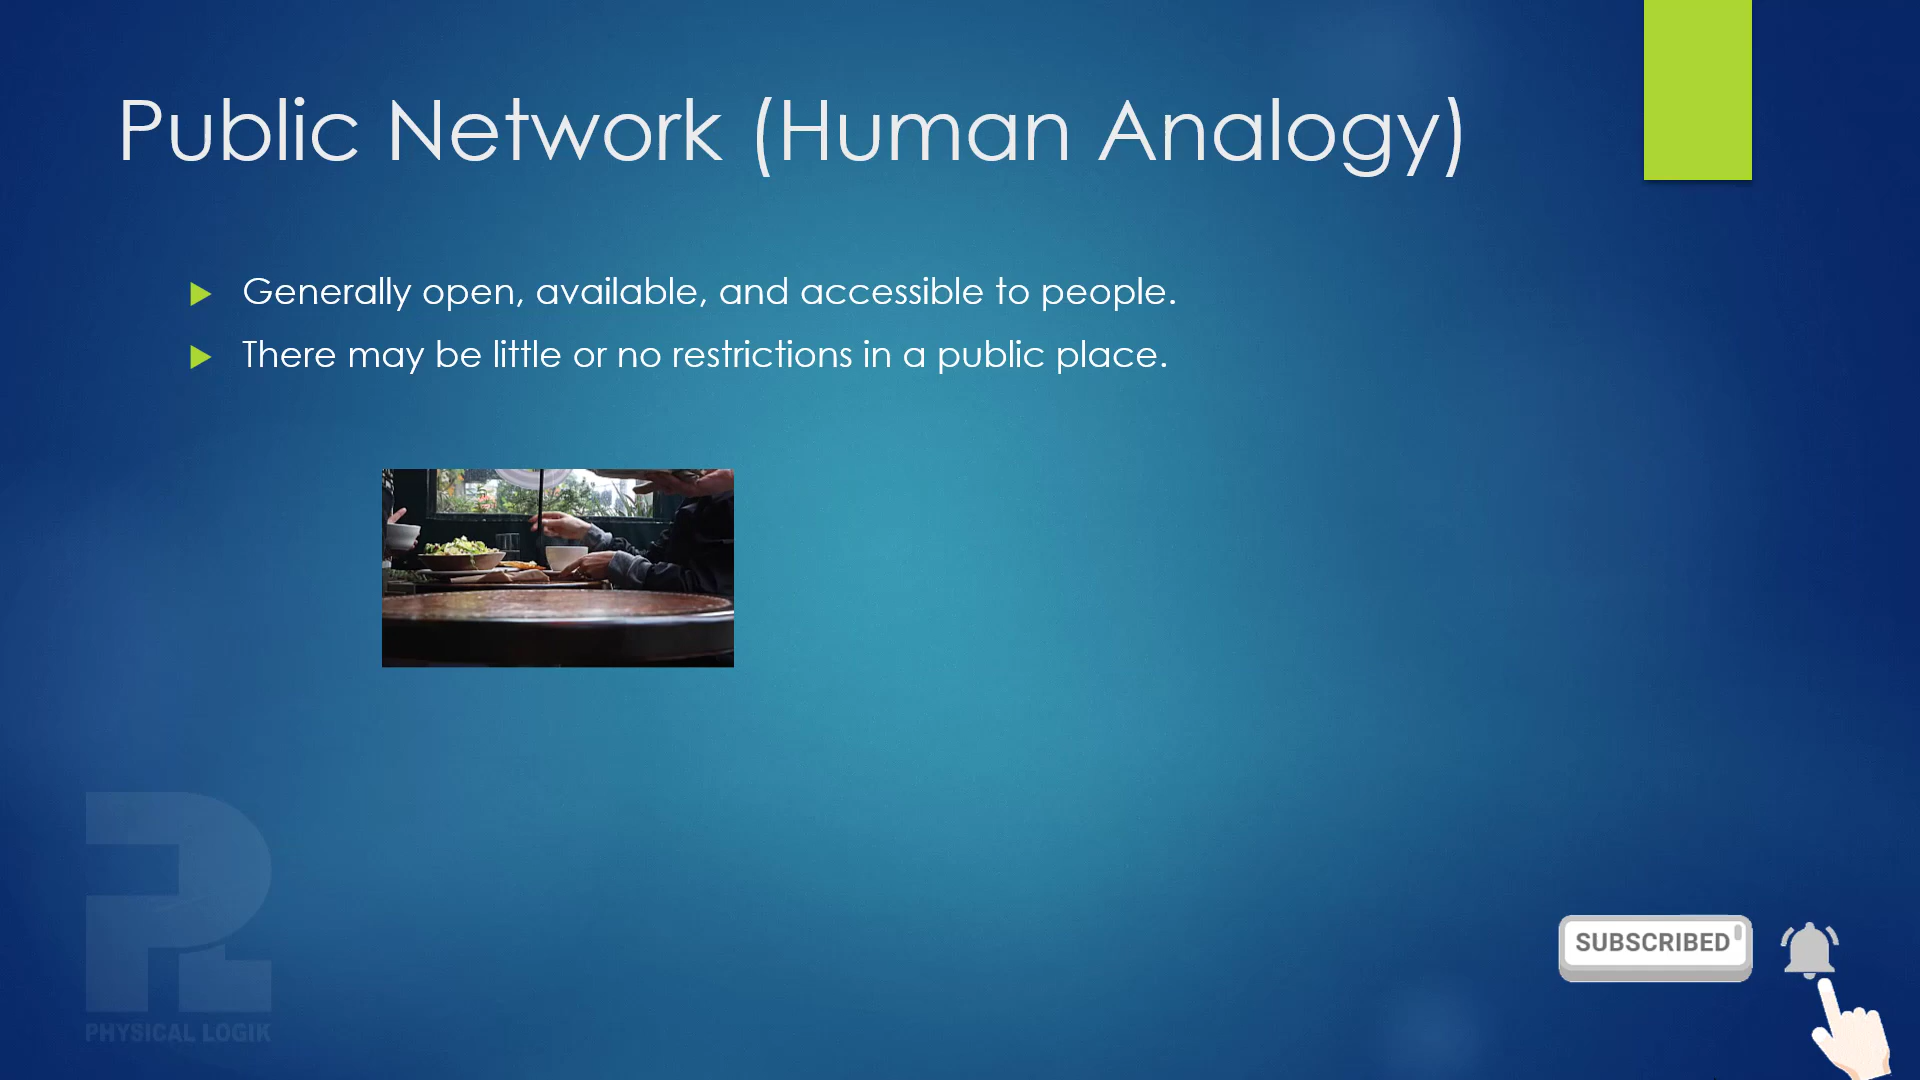 Public Network (Human Analogy)
Generally open, available, and accessible to people.
There may be little or no restrictions in a public place.
PHYSICAL LOGIK
SUBSCRIBED